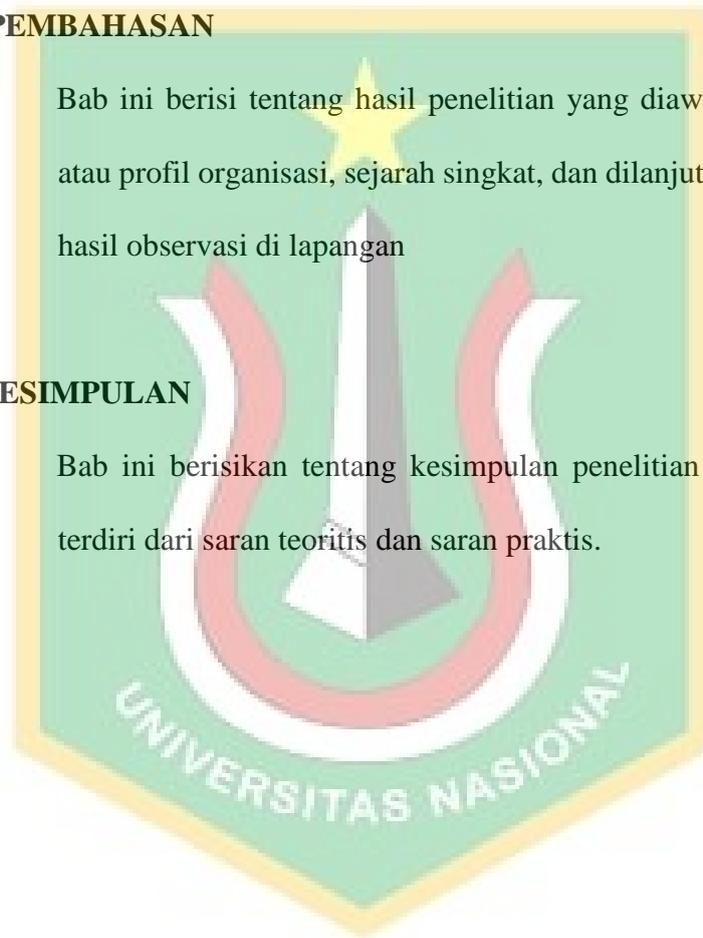 PEMBAHASAN
Bab ini berisi tentang hasil penelitian yang diaw
atau profil organisasi, sejarah singkat, dan dilanjut
hasil observasi di lapangan
ESIMPULAN
Bab ini berisikan tentang kesimpulan penelitian
terdiri dari saran teoritis dan saran praktis.
UNIVERSITAS NASIONAL